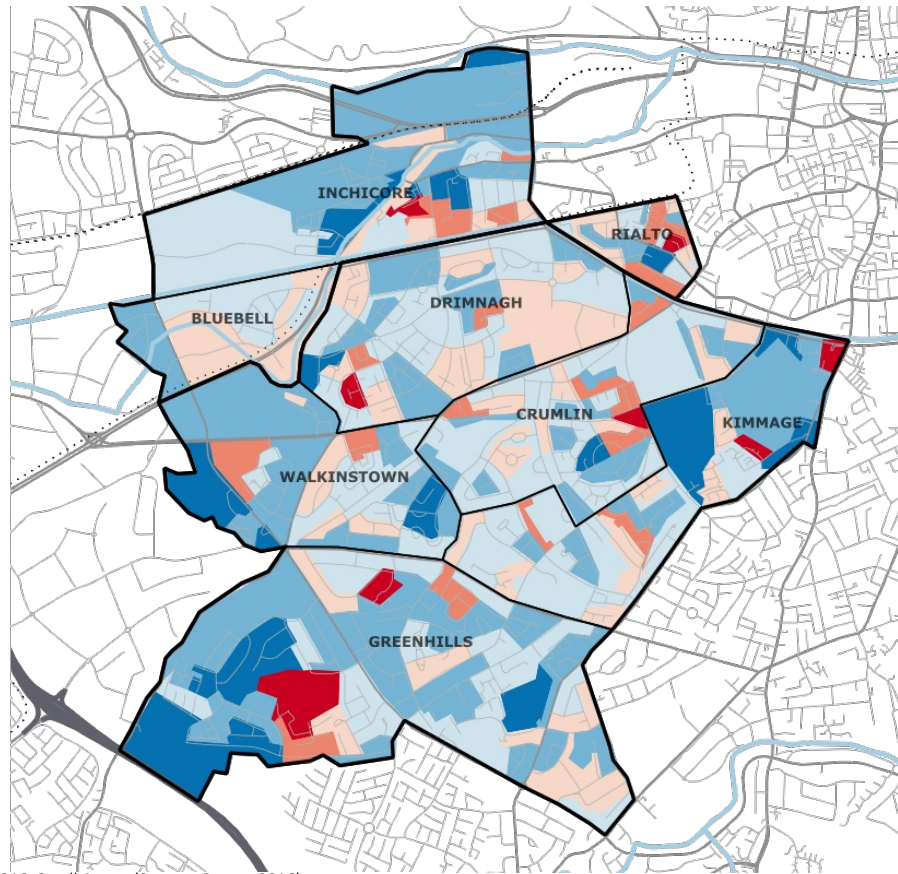 INCHICORE
RIALTO
DRIMNAGH
BLUEBELL
CRUMLIN
KIMMAGE
WALKINSTOWN
GREENHILLS